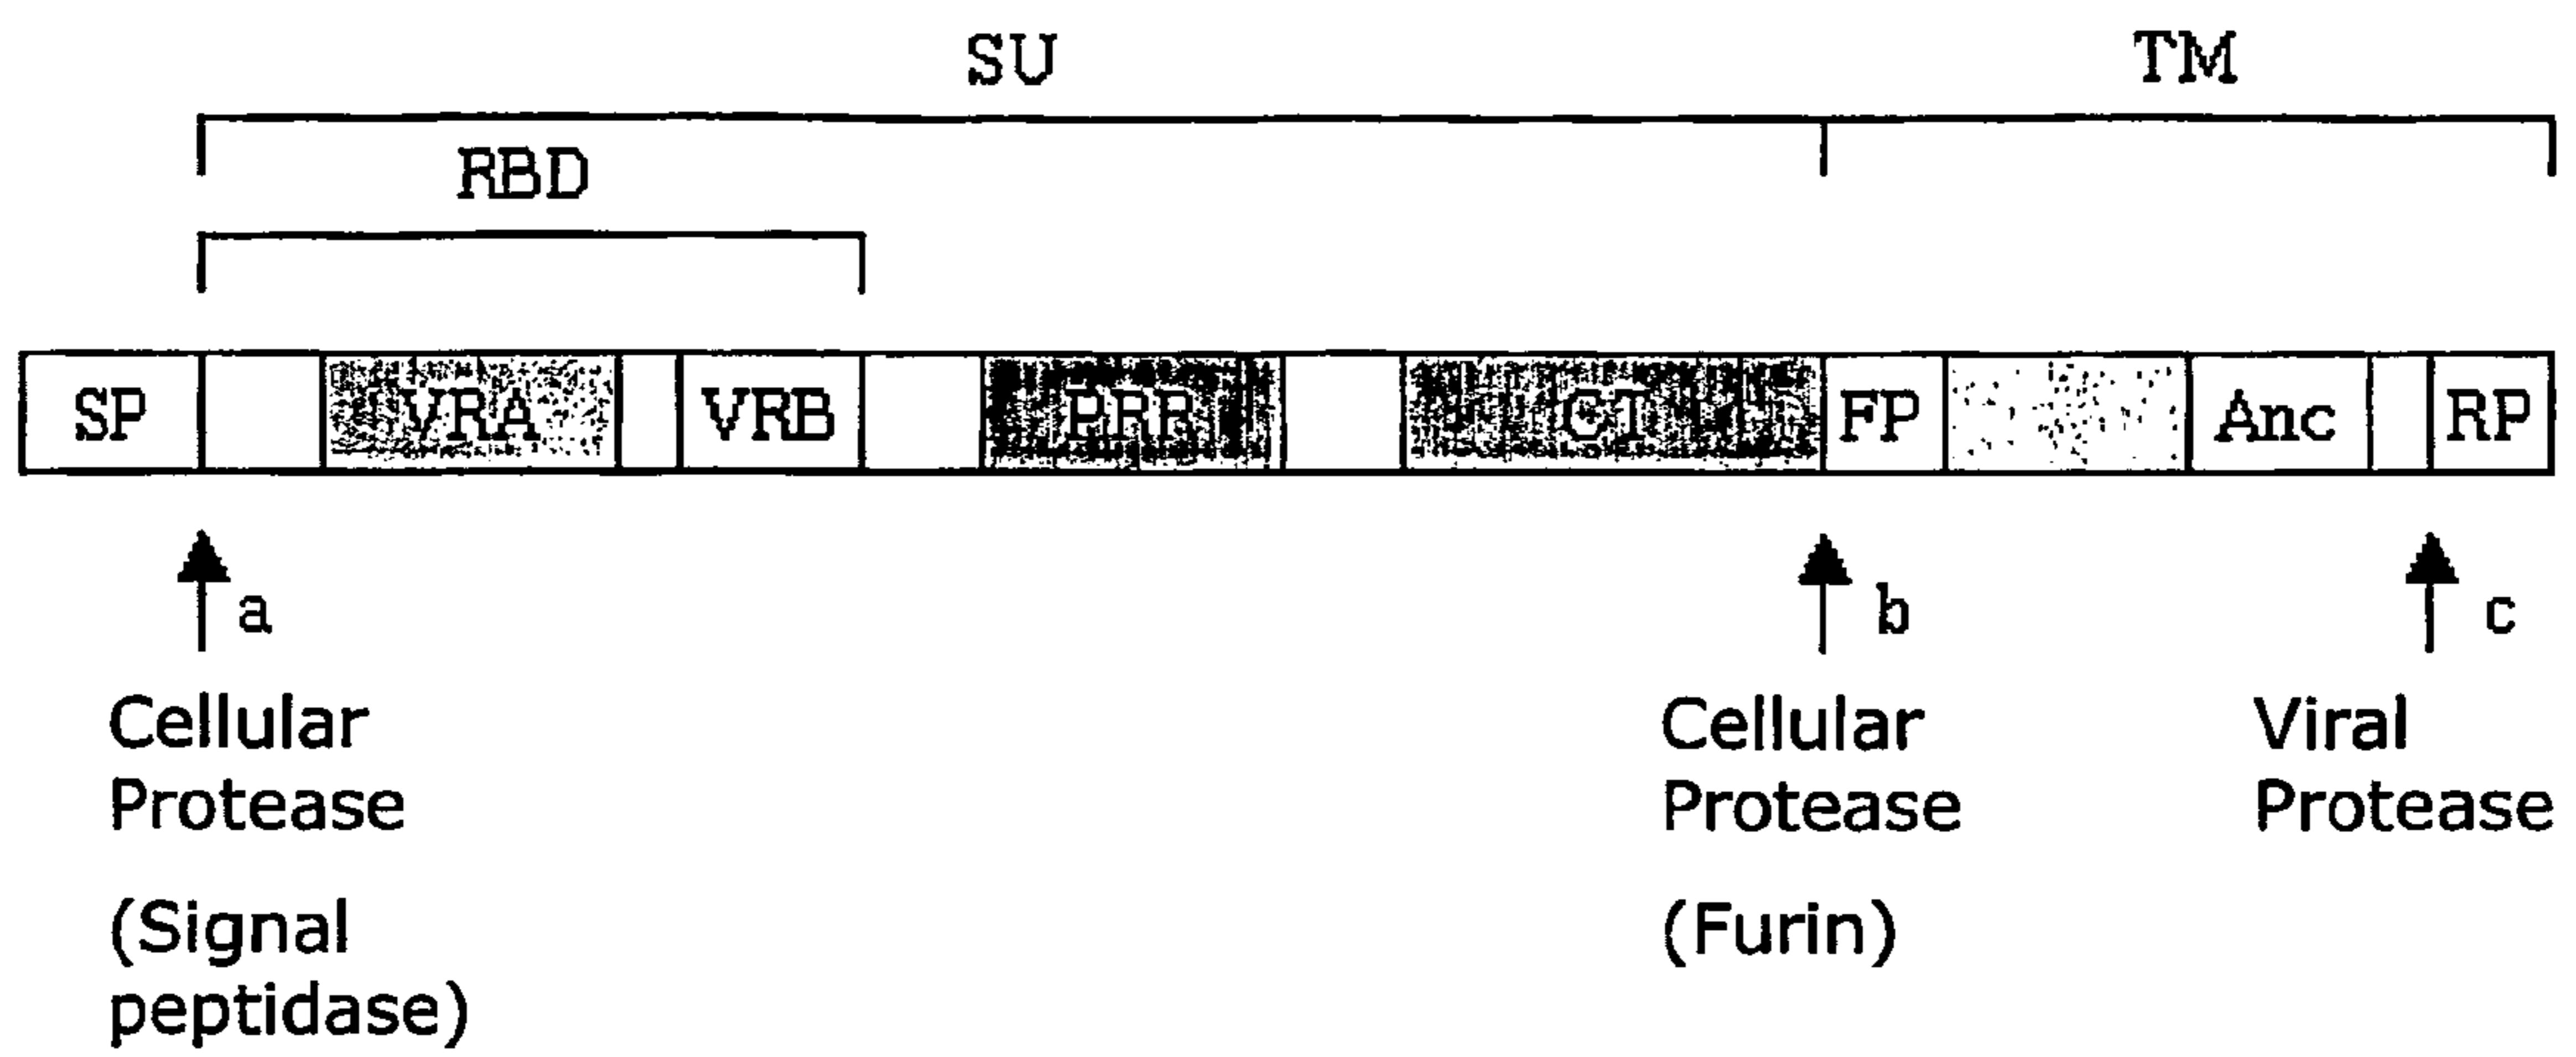 SU TM
RBD
SP VRA VRB PRR CT FP Anc RP
a b c
Cellular
Protease
(Signal
peptidase)
Cellular
Protease
(Furin)
Viral
Protease